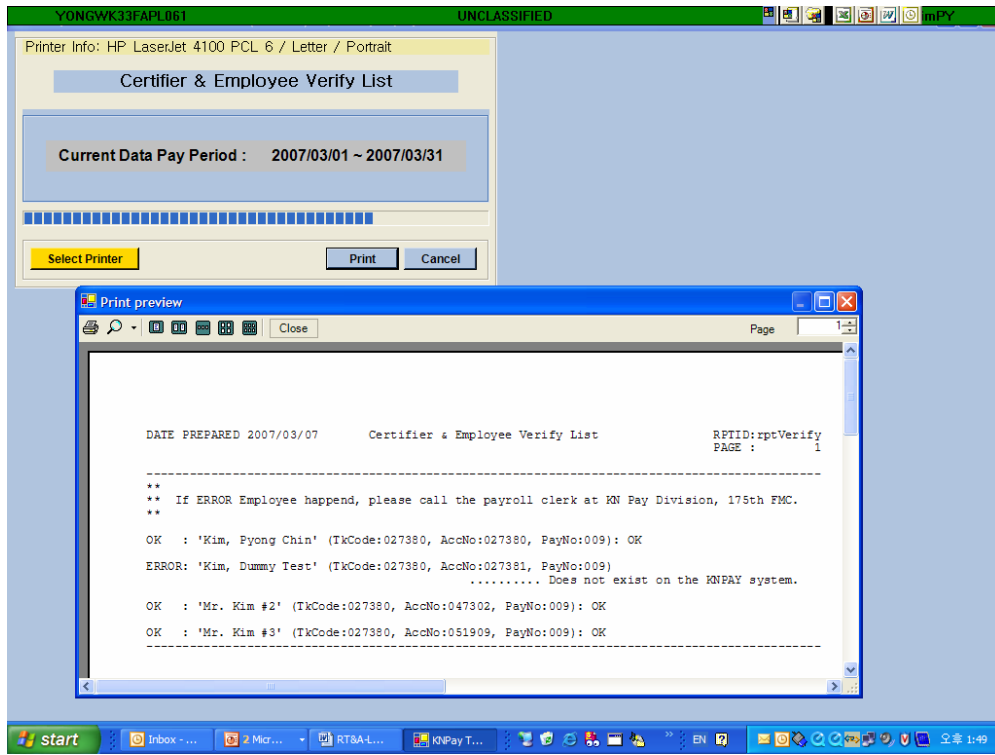 YONGWK33FAPL061 UNCLASSIFIED imPY
Printer Info: HP LaserJet 4100 PCL 6 / Letter / Portrait
Certifier & Employee Verify List
Current Data Pay Period : 2007/03/01 ~ 2007/03/31
Select Printer Print Cancel
Print preview
Close Page 1
DATE PREPARED 2007/03/07 Certifier & Employee Verify List RPTID:rptVerify
PAGE : 1
--------------------------------------------------------------------------------
**
** If ERROR Employee happend, please call the payroll clerk at KN Pay Division, 175th FMC.
**
OK : 'Kim, Pyong Chin' (TkCode:027380, AccNo:027380, PayNo:009): OK
ERROR: 'Kim, Dummy Test' (TkCode:027380, AccNo:027381, PayNo:009)
.......... Does not exist on the KNPAY system.
OK : 'Mr. Kim #2' (TkCode:027380, AccNo:047302, PayNo:009): OK
OK : 'Mr. Kim #3' (TkCode:027380, AccNo:051909, PayNo:009): OK
--------------------------------------------------------------------------------
start Inbox - ... 2 Micr... RT&A-L... KNPay T... EN 오후 1:49